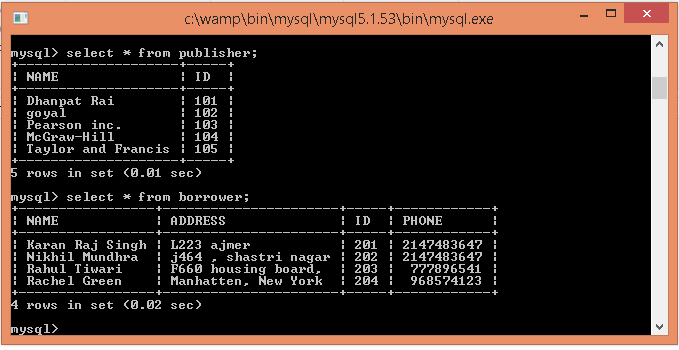 c:\wamp\bin\mysql\mysql5.1.53\bin\mysql.exe
mysql> select * from publisher;
+--------------------+-----+
| NAME               | ID  |
+--------------------+-----+
| Dhanpat Rai        | 101 |
| goyal              | 102 |
| Pearson inc.       | 103 |
| McGraw-Hill        | 104 |
| Taylor and Francis | 105 |
+--------------------+-----+
5 rows in set (0.01 sec)
mysql> select * from borrower;
+-----------------+----------------------+-----+------------+
| NAME            | ADDRESS              | ID  | PHONE      |
+-----------------+----------------------+-----+------------+
| Karan Raj Singh | L223 ajmer           | 201 | 2147483647 |
| Nikhil Mundhra  | j464 , shastri nagar | 202 | 2147483647 |
| Rahul Tiwari    | F660 housing board,  | 203 |  777896541 |
| Rachel Green    | Manhatten, New York  | 204 |  968574123 |
+-----------------+----------------------+-----+------------+
4 rows in set (0.02 sec)
mysql>